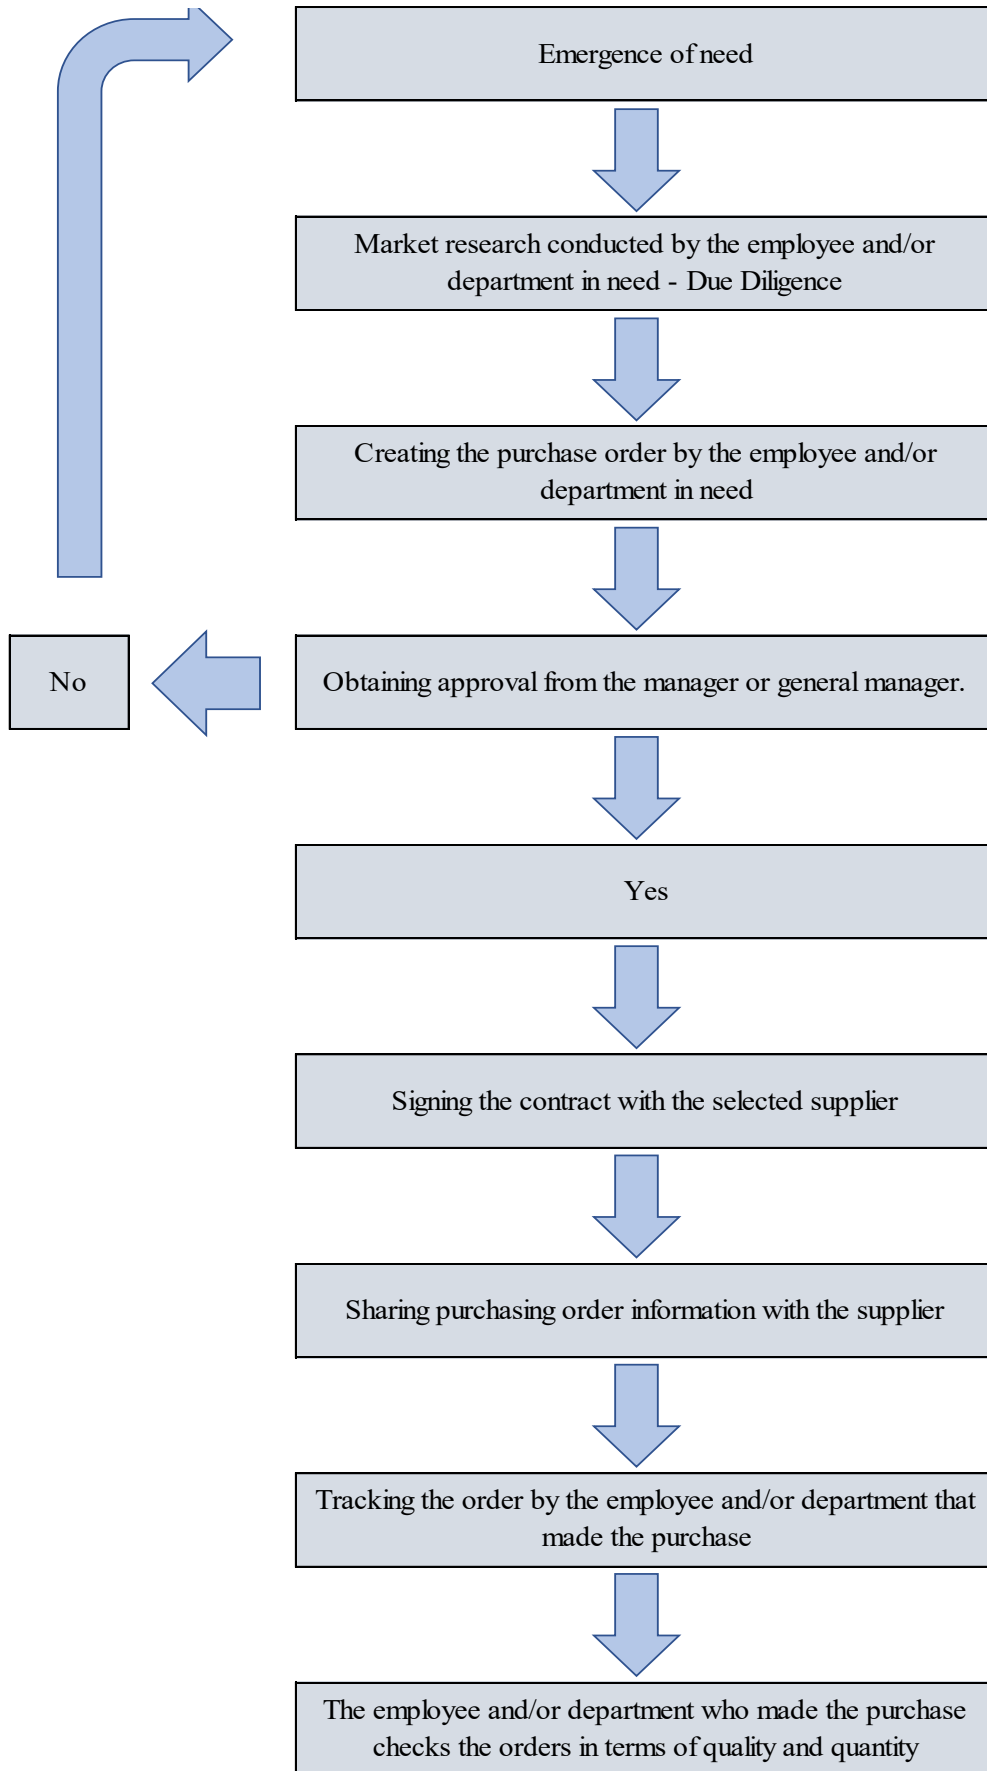 Emergence of need
Market research conducted by the employee and/or
department in need - Due Diligence
Creating the purchase order by the employee and/or
department in need
No
Obtaining approval from the manager or general manager.
Yes
Signing the contract with the selected supplier
Sharing purchasing order information with the supplier
Tracking the order by the employee and/or department that
made the purchase
The employee and/or department who made the purchase
checks the orders in terms of quality and quantity